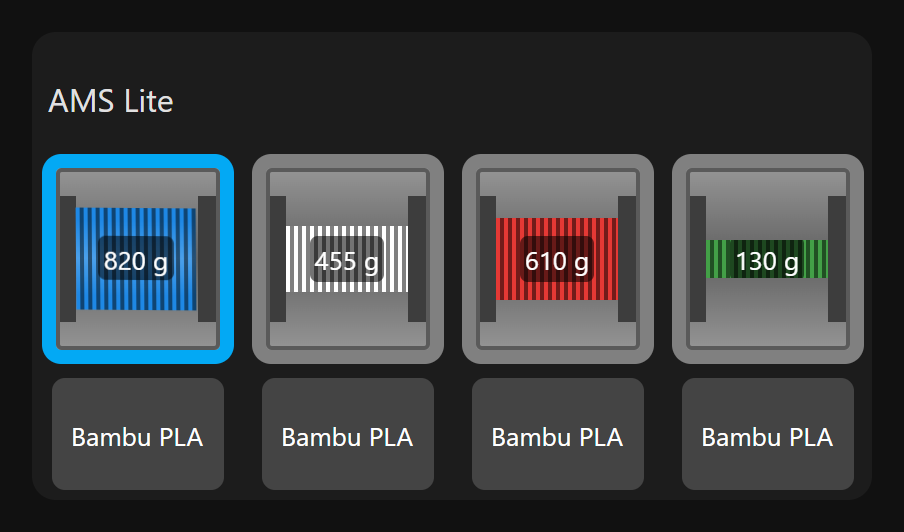 AMS Lite
820 g
455 g
610 g
130 g
Bambu PLA
Bambu PLA
Bambu PLA
Bambu PLA